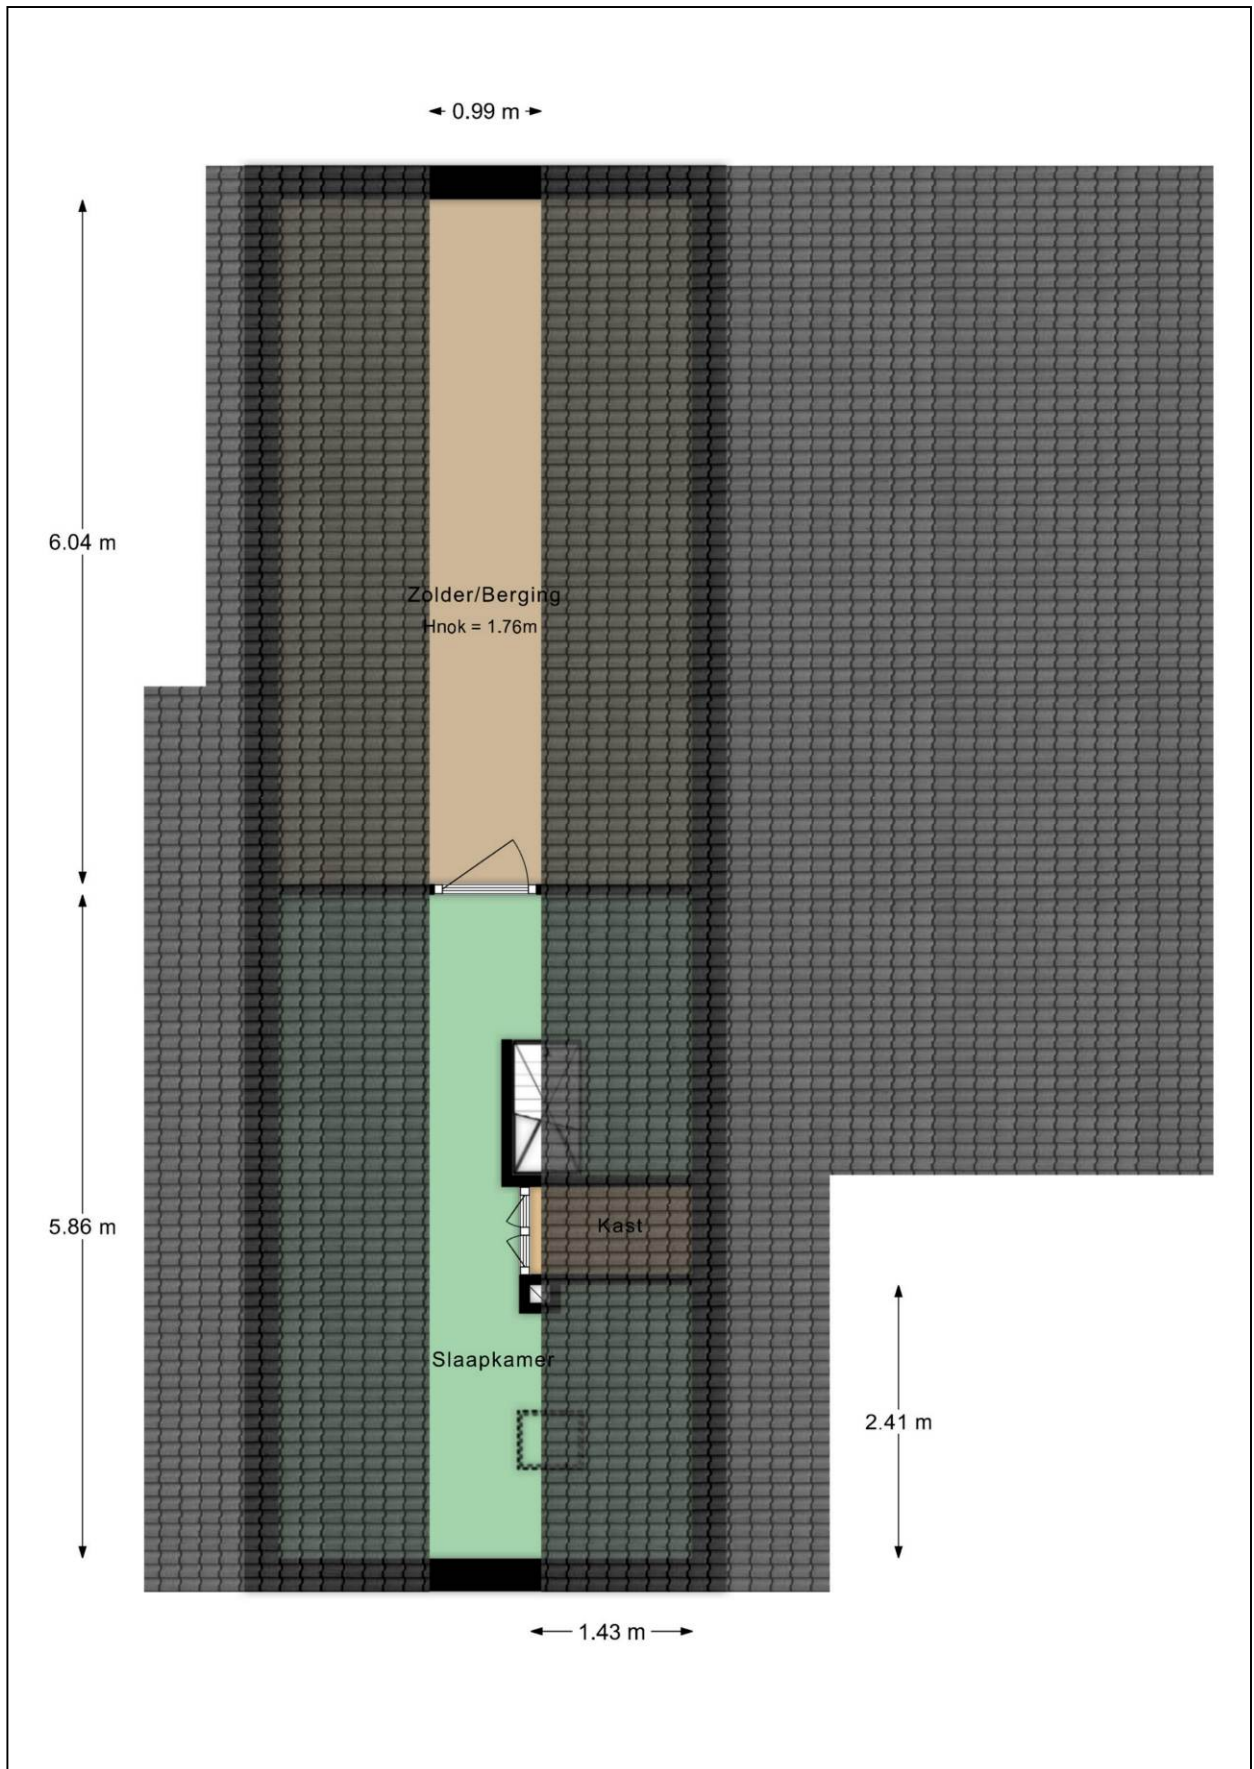 0.99 m
6.04 m
Zolder/Berging
Hnok = 1.76m
5.86 m
Kast
Slaapkamer
2.41 m
1.43 m